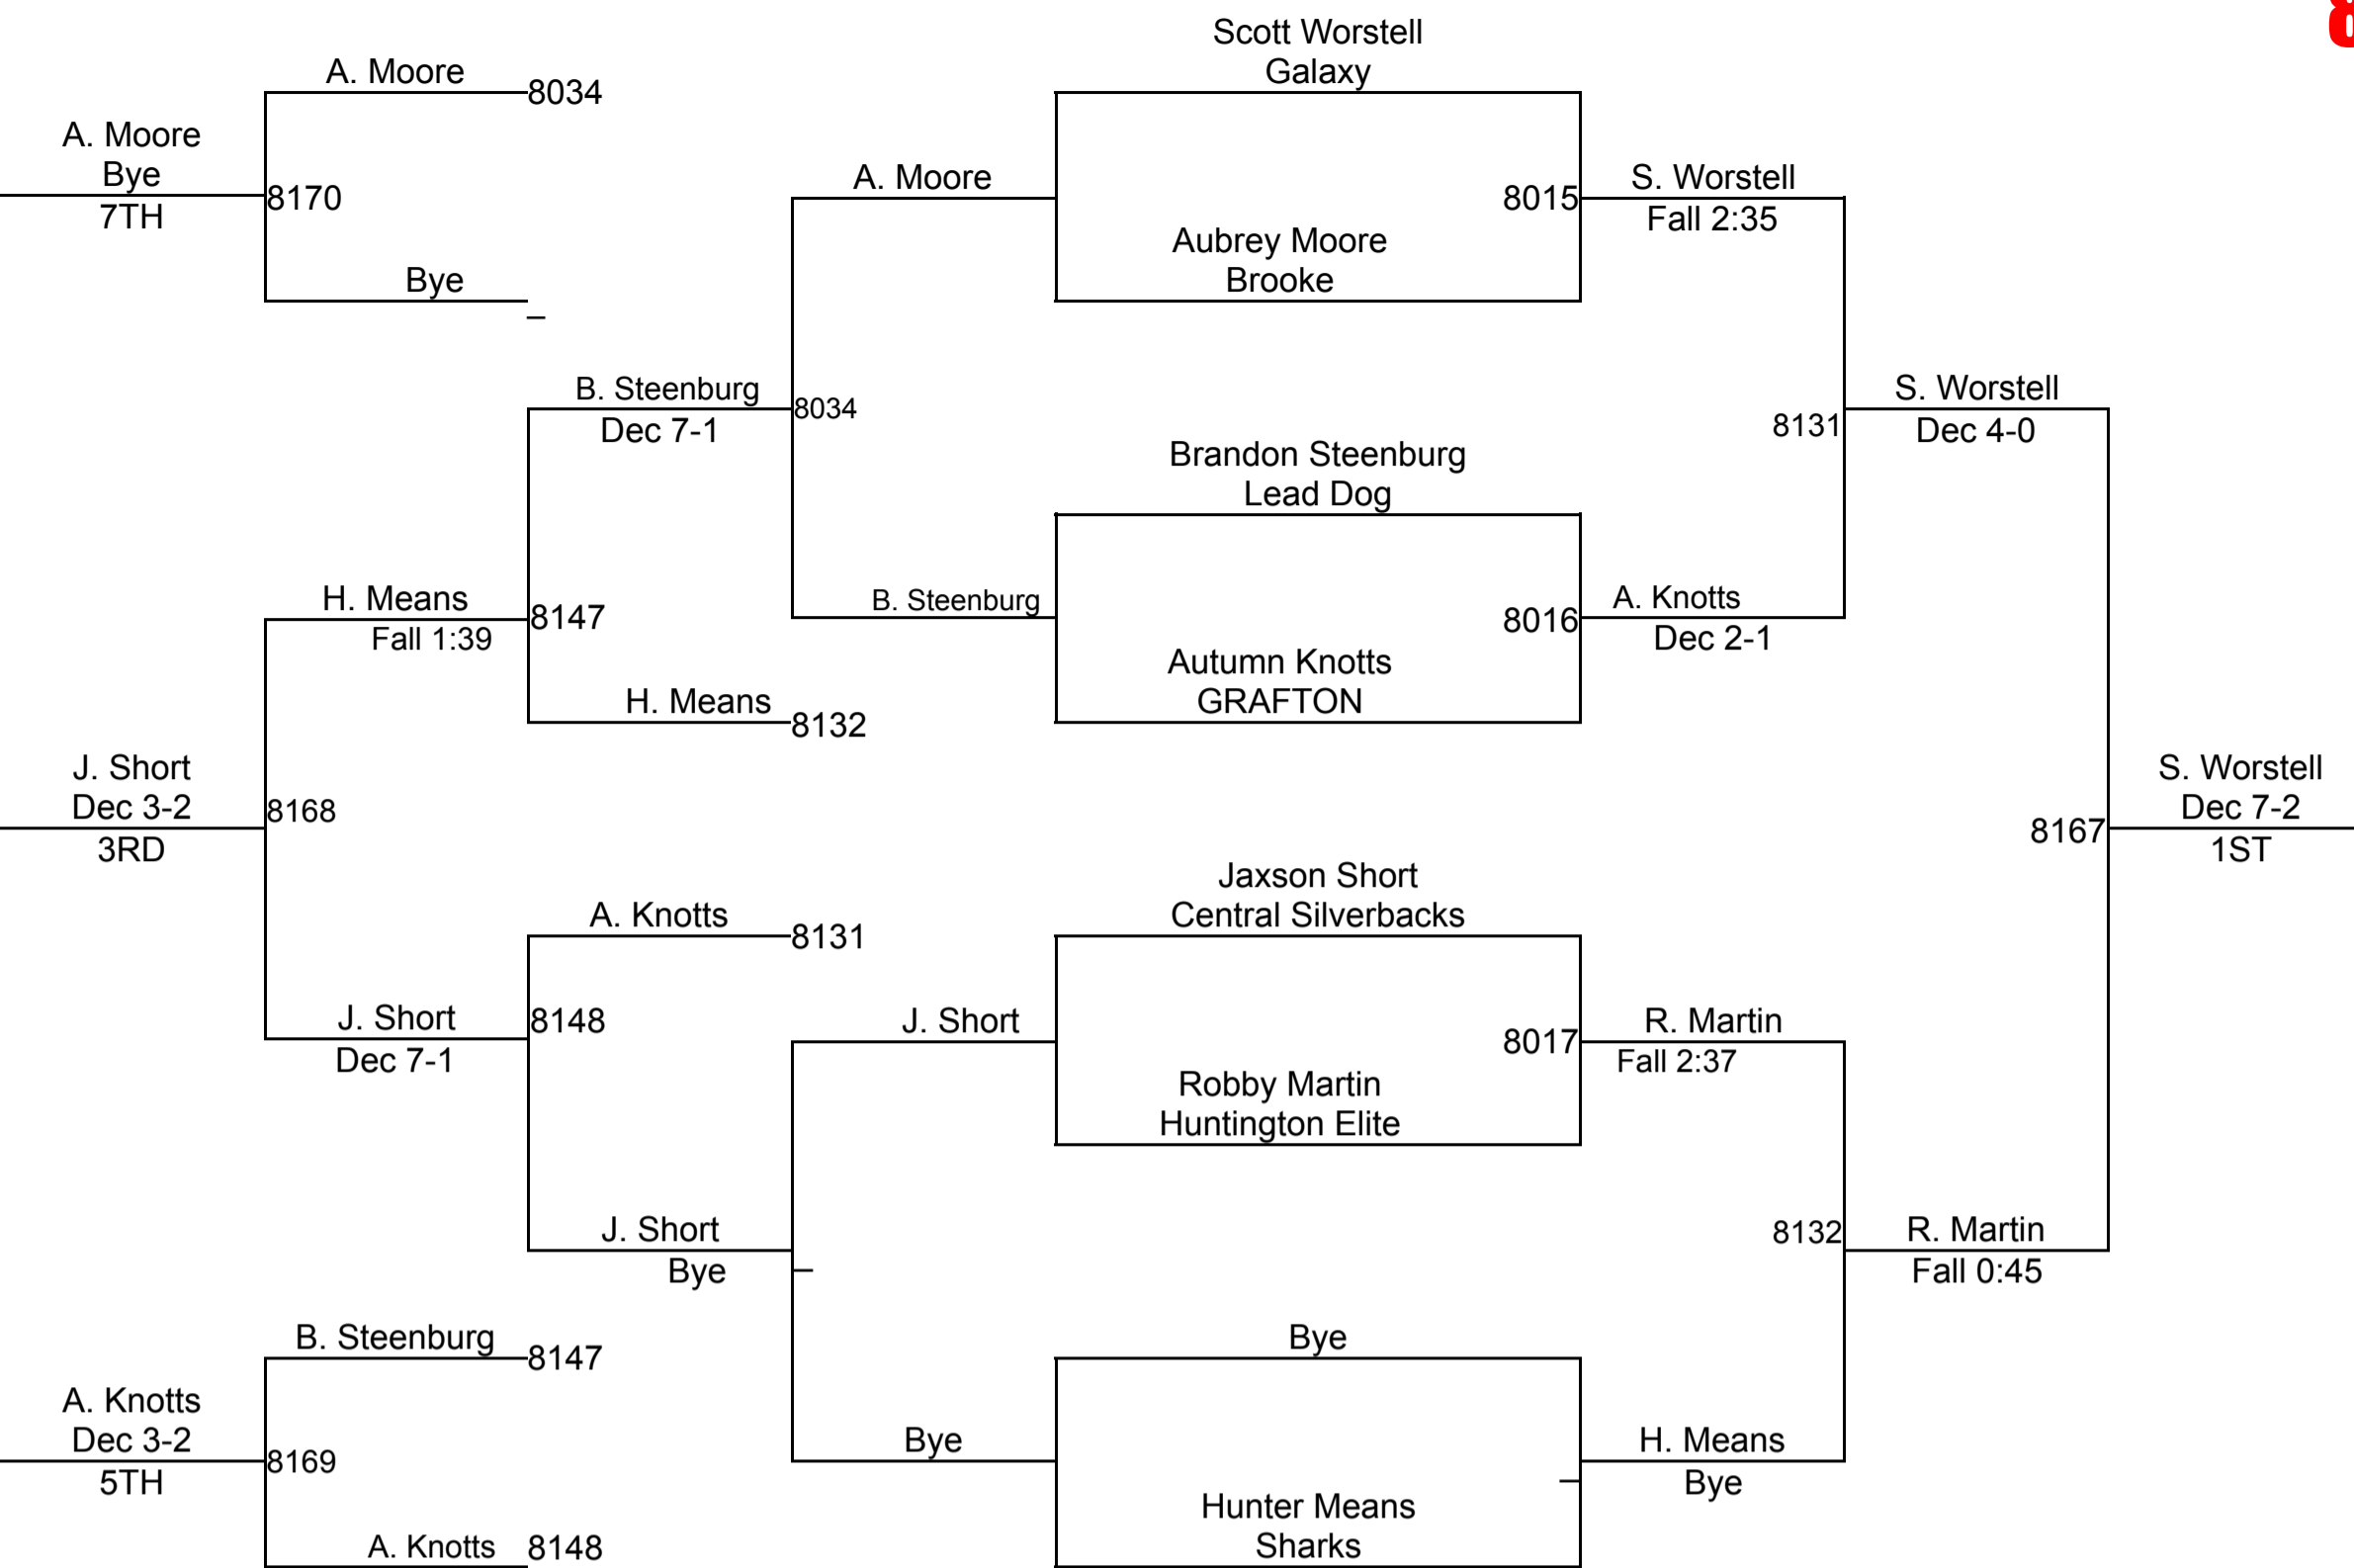 8
Scott Worstell
Galaxy
A. Moore
8034
A. Moore
Bye
7TH
8170
A. Moore
8015
S. Worstell
Fall 2:35
Aubrey Moore
Brooke
Bye
–
B. Steenburg
Dec 7-1
8034
8131
S. Worstell
Dec 4-0
Brandon Steenburg
Lead Dog
H. Means
Fall 1:39
8147
B. Steenburg
8016
A. Knotts
Dec 2-1
Autumn Knotts
GRAFTON
H. Means
8132
J. Short
Dec 3-2
3RD
8168
8167
S. Worstell
Dec 7-2
1ST
Jaxson Short
Central Silverbacks
A. Knotts
8131
J. Short
Dec 7-1
8148
J. Short
8017
R. Martin
Fall 2:37
Robby Martin
Huntington Elite
J. Short
Bye
–
8132
R. Martin
Fall 0:45
B. Steenburg
8147
Bye
A. Knotts
Dec 3-2
5TH
8169
Bye
–
H. Means
Bye
Hunter Means
Sharks
A. Knotts
8148